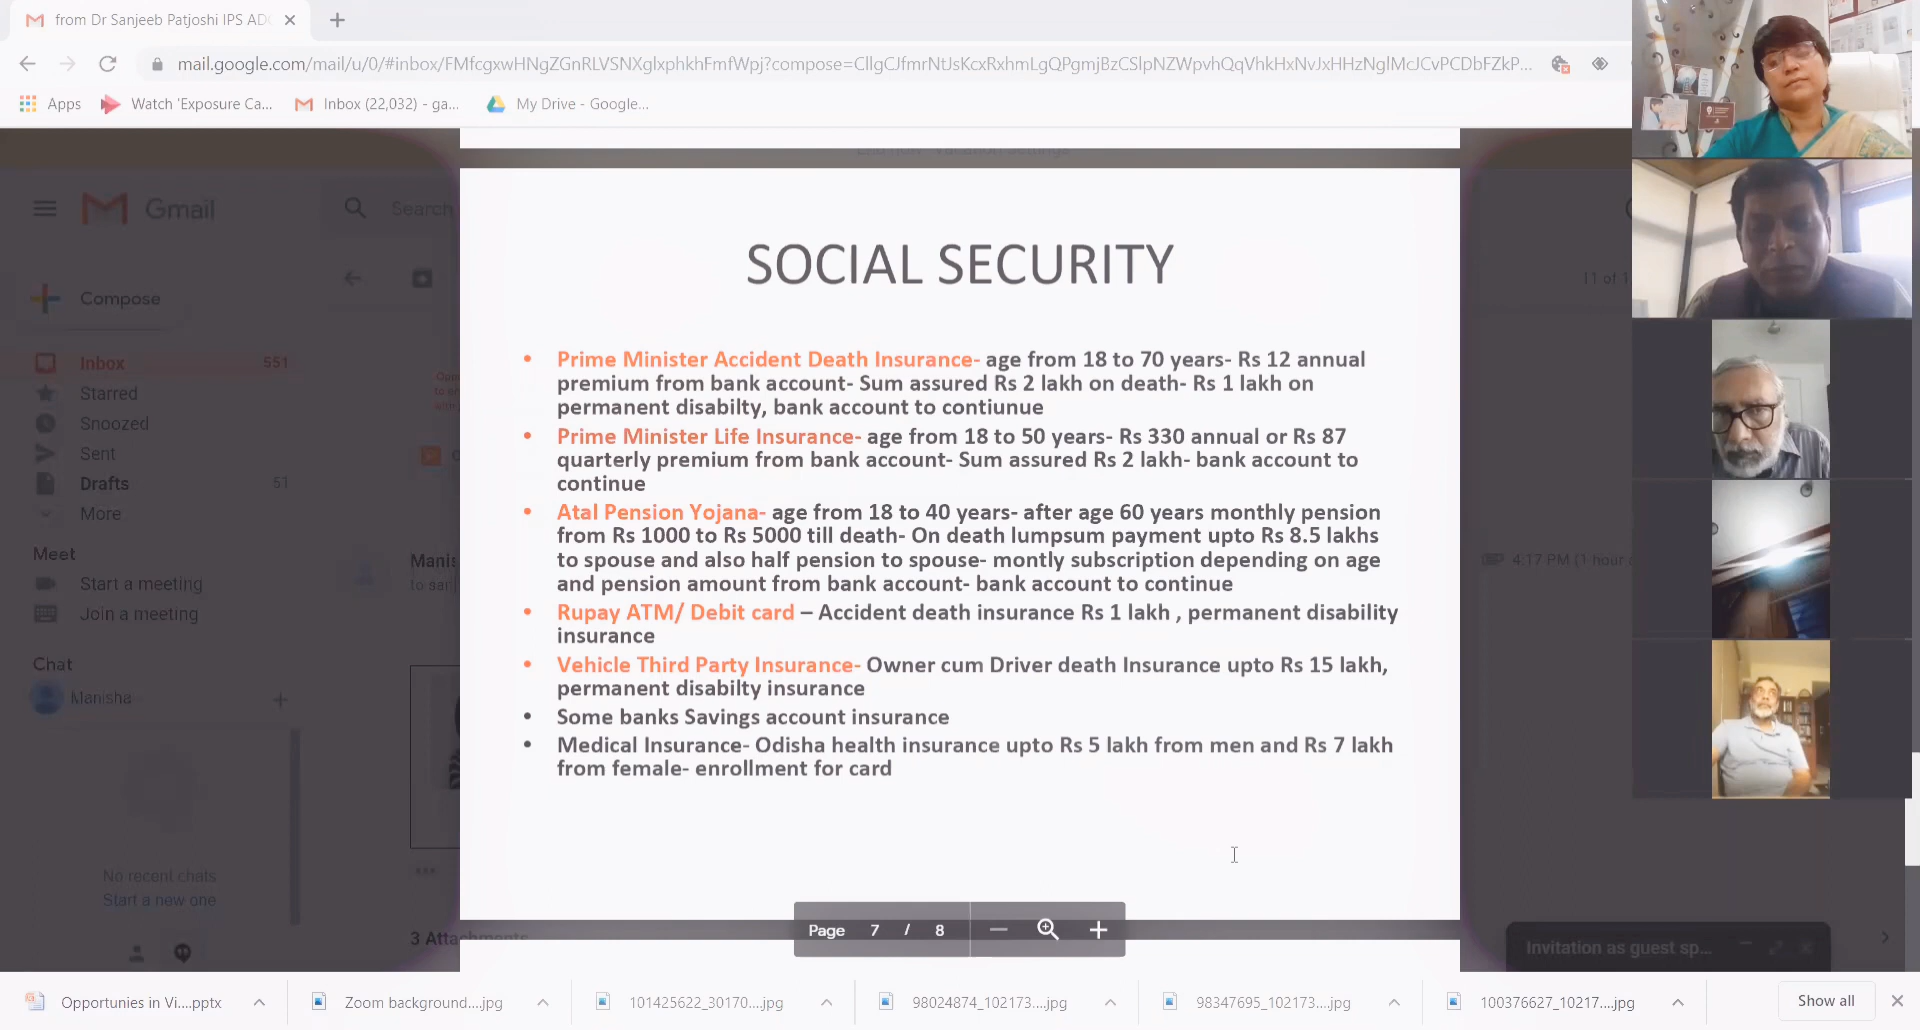 from Dr Sanjeeb Patjoshi IPS AD
mail.google.com/mail/u/0/#inbox/FMfcgxwHNgZGnRLVSNXglxphkhFmfWpj?compose=CllgCJfmrNtJsKcxRxhmLgQPgmjBzCSlpNZWpvhQqVhkHxNvJxHHzNglMcJCvPCDbFZkP...
Apps
Watch 'Exposure Ca...
Inbox (22,032) - ga...
My Drive - Google...
Gmail
Search
Compose
11 of 1
Inbox 551
Starred
Snoozed
Sent
Drafts 51
More
Meet
Start a meeting
Join a meeting
Chat
Manisha
No recent chats
Start a new one
Manis
4:17 PM (1 hour
3 Attachments
SOCIAL SECURITY
• Prime Minister Accident Death Insurance- age from 18 to 70 years- Rs 12 annual
premium from bank account- Sum assured Rs 2 lakh on death- Rs 1 lakh on
permanent disabilty, bank account to contiunue
• Prime Minister Life Insurance- age from 18 to 50 years- Rs 330 annual or Rs 87
quarterly premium from bank account- Sum assured Rs 2 lakh- bank account to
continue
• Atal Pension Yojana- age from 18 to 40 years- after age 60 years monthly pension
from Rs 1000 to Rs 5000 till death- On death lumpsum payment upto Rs 8.5 lakhs
to spouse and also half pension to spouse- montly subscription depending on age
and pension amount from bank account- bank account to continue
• Rupay ATM/ Debit card – Accident death insurance Rs 1 lakh , permanent disability
insurance
• Vehicle Third Party Insurance- Owner cum Driver death Insurance upto Rs 15 lakh,
permanent disabilty insurance
• Some banks Savings account insurance
• Medical Insurance- Odisha health insurance upto Rs 5 lakh from men and Rs 7 lakh
from female- enrollment for card
Page 7 / 8
Invitation as guest sp...
Opportunies in Vi....pptx
Zoom background....jpg
101425622_30170....jpg
98024874_102173....jpg
98347695_102173....jpg
100376627_10217....jpg
Show all